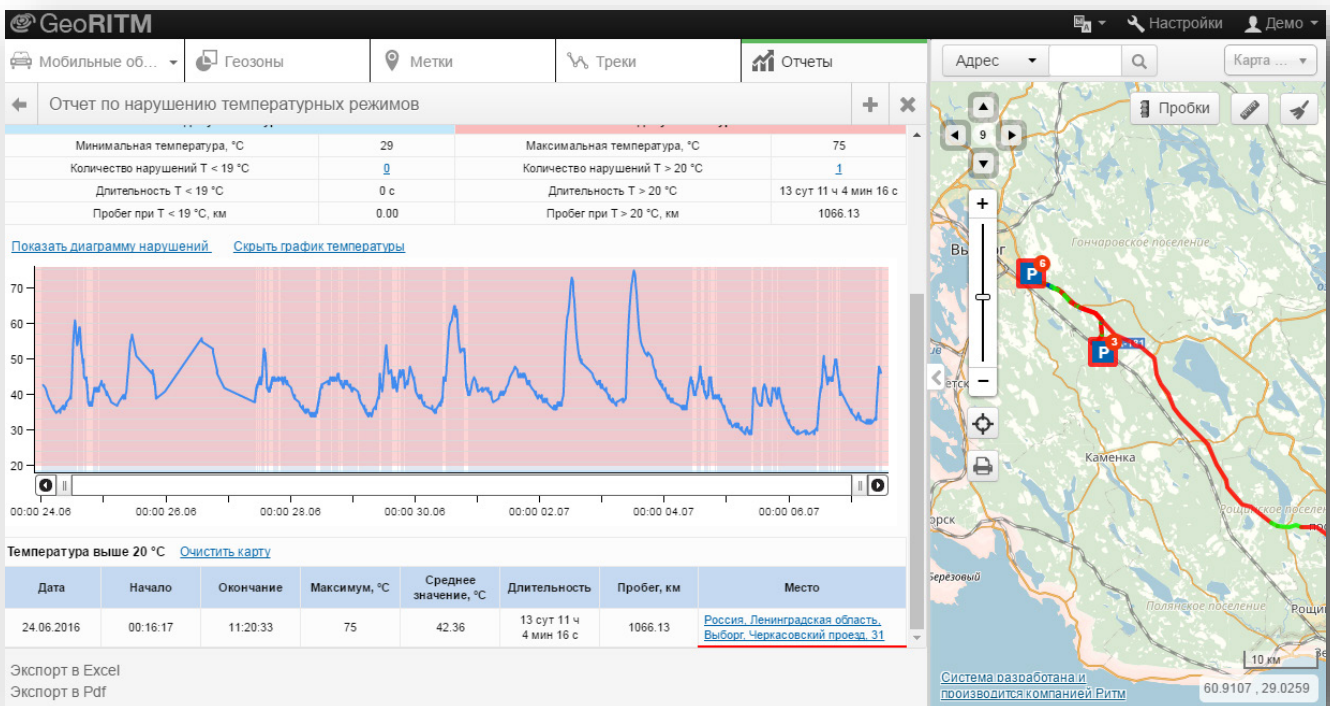 GeoRITM
Настройки
Демо
Мобильные об...
Геозоны
Метки
Треки
Отчеты
Адрес
Карта ...
Отчет по нарушению температурных режимов
Пробки
9
Минимальная температура, °C 29 Максимальная температура, °C 75
Количество нарушений T < 19 °C 0 Количество нарушений T > 20 °C 1
Длительность T < 19 °C 0 с Длительность T > 20 °C 13 сут 11 ч 4 мин 16 с
Пробег при T < 19 °C, км 0.00 Пробег при T > 20 °C, км 1066.13
Показать диаграмму нарушений Скрыть график температуры
70
60
50
40
30
20
00:00 24.06 00:00 26.06 00:00 28.06 00:00 30.06 00:00 02.07 00:00 04.07 00:00 06.07
Температура выше 20 °C Очистить карту
Дата Начало Окончание Максимум, °C Среднее значение, °C Длительность Пробег, км Место
24.06.2016 00:16:17 11:20:33 75 42.36 13 сут 11 ч 4 мин 16 с 1066.13 Россия, Ленинградская область,
Выборг, Черкасовский проезд, 31
Экспорт в Excel
Экспорт в Pdf
Гончаровское поселение
P 6
P 3
Каменка
Полянское поселение
10 км
Система разработана и
производится компанией Ритм
60.9107 , 29.0259